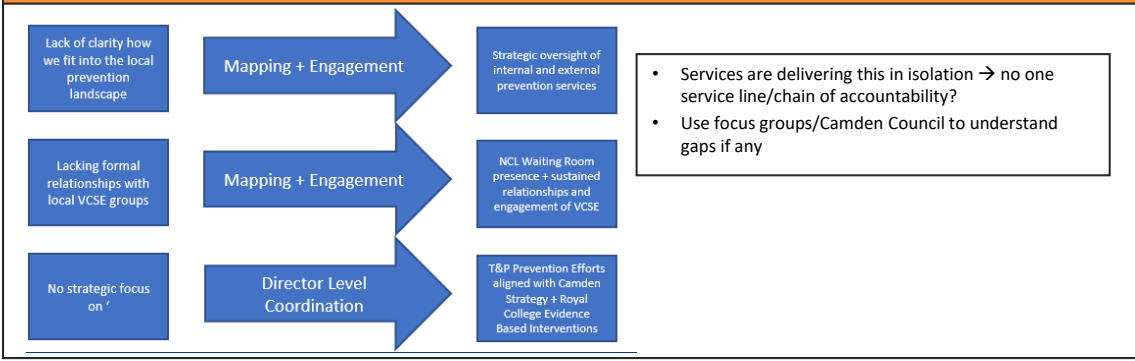 Lack of clarity how
we fit into the local
prevention
landscape
Mapping + Engagement
Strategic oversight of
internal and external
prevention services
Lacking formal
relationships with
local VCSE groups
Mapping + Engagement
NCL Waiting Room
presence + sustained
relationships and
engagement of VCSE
No strategic focus
on ‘
Director Level
Coordination
T&P Prevention Efforts
aligned with Camden
Strategy + Royal
College Evidence
Based Interventions
• Services are delivering this in isolation → no one
service line/chain of accountability?
• Use focus groups/Camden Council to understand
gaps if any